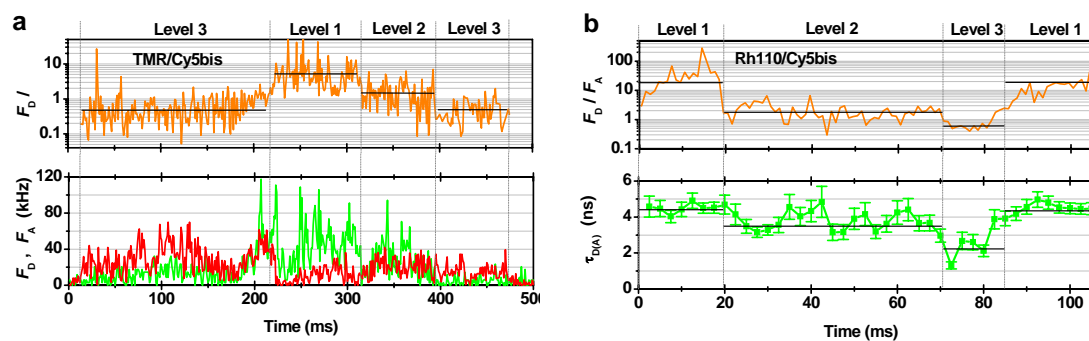 a
Level 3 Level 1 Level 2 Level 3
TMR/Cy5bis
F_D /
10
1
0.1
F_D , F_A (kHz)
120
80
40
0
0 100 200 300 400 500
Time (ms)
b
Level 1 Level 2 Level 3 Level 1
Rh110/Cy5bis
F_D / F_A
100
10
1
0.1
τ_D(A) (ns)
6
4
2
0
0 20 40 60 80 100
Time (ms)